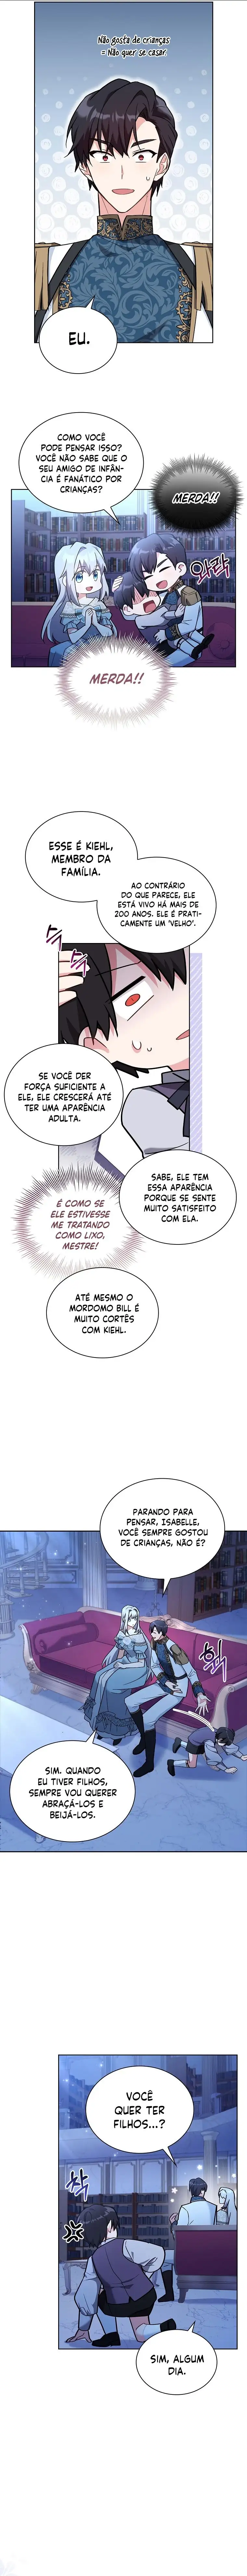 Não gosta de crianças
= Não quer se casar
EU.
COMO VOCÊ
PODE PENSAR ISSO?
VOCÊ NÃO SABE QUE O
SEU AMIGO DE INFÂN-
CIA É FANÁTICO POR
CRIANÇAS?
MERDA!!
와락
MERDA!!
ESSE É KIEHL,
MEMBRO DA
FAMÍLIA.
AO CONTRÁRIO
DO QUE PARECE, ELE
ESTÁ VIVO HÁ MAIS DE
200 ANOS. ELE É PRATI-
CAMENTE UM "VELHO".
SE VOCÊ DER
FORÇA SUFICIENTE A
ELE, ELE CRESCERÁ ATÉ
TER UMA APARÊNCIA
ADULTA.
SABE, ELE TEM
ESSA APARÊNCIA
PORQUE SE SENTE
MUITO SATISFEITO
COM ELA.
É COMO SE
ELE ESTIVESSE
ME TRATANDO
COMO LIXO,
MESTRE!
ATÉ MESMO O
MORDOMO BILL É
MUITO CORTÊS
COM KIEHL.
PARANDO PARA
PENSAR, ISABELLE,
VOCÊ SEMPRE GOSTOU
DE CRIANÇAS, NÃO É?
SIM. QUANDO
EU TIVER FILHOS,
SEMPRE VOU QUERER
ABRAÇÁ-LOS E
BEIJÁ-LOS.
VOCÊ
QUER TER
FILHOS...?
SIM, ALGUM
DIA.